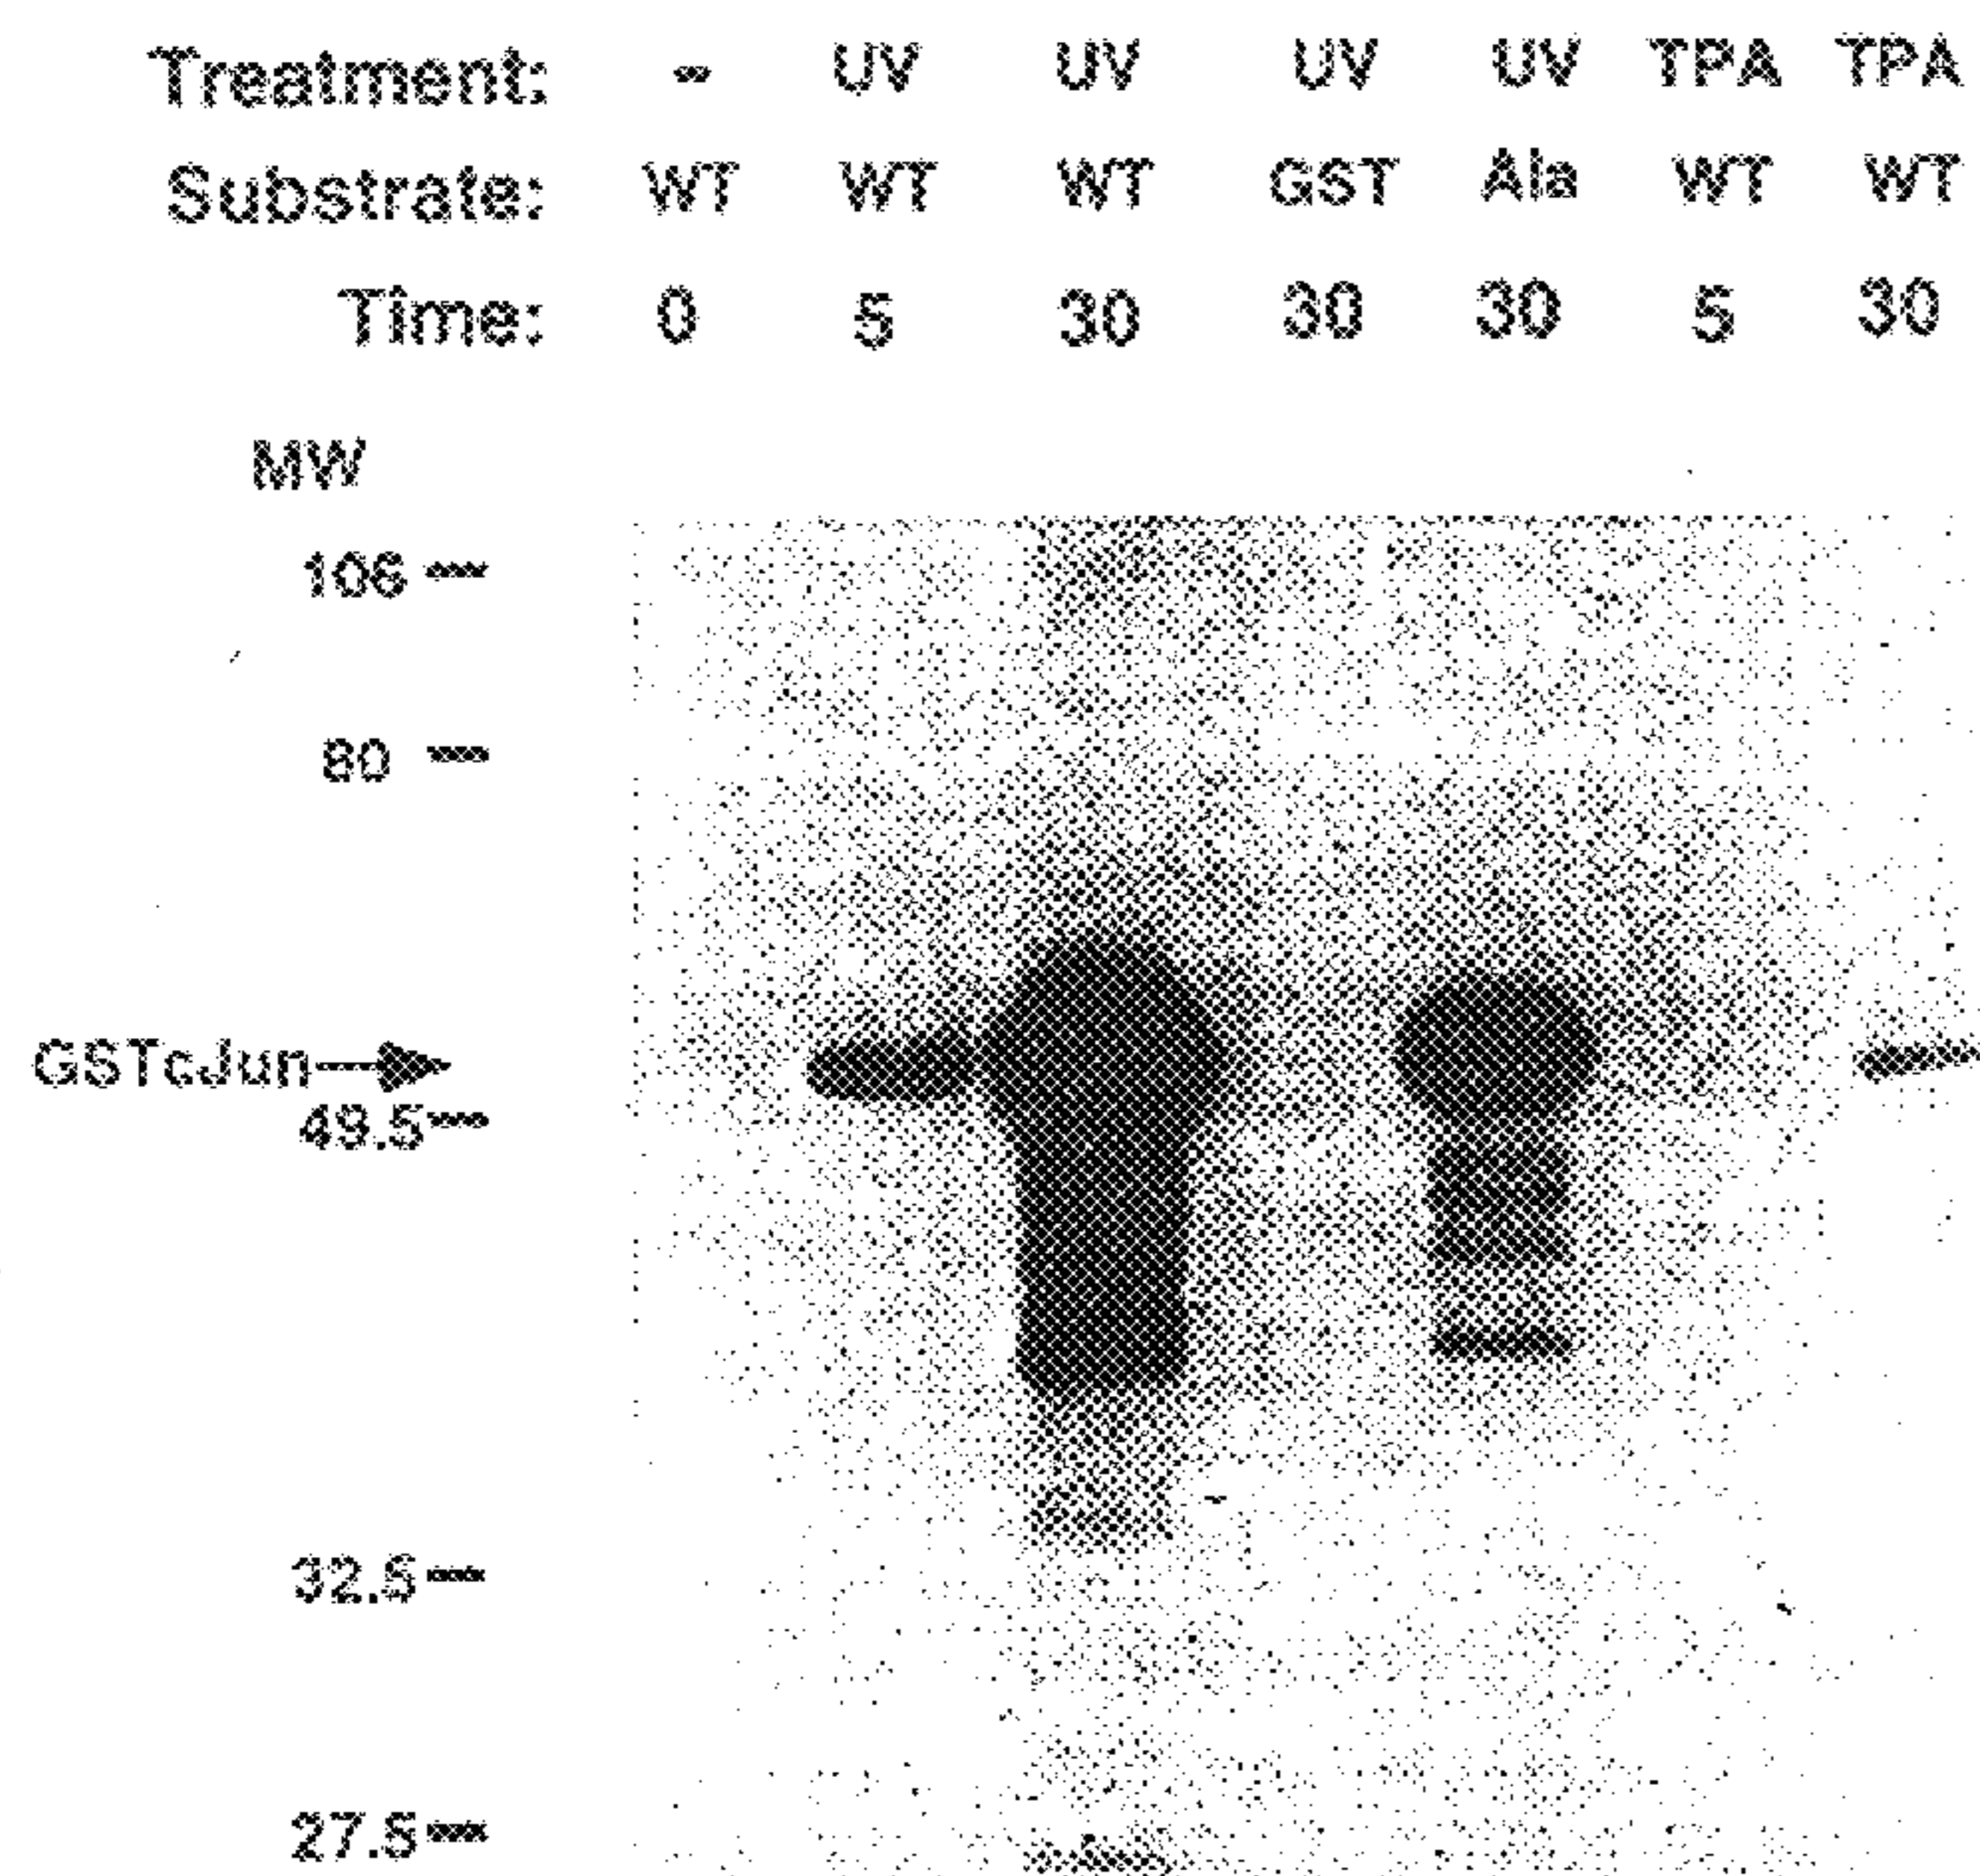 Treatment: - UV UV UV UV TPA TPA
Substrate: WT WT WT GST Ala WT WT
Time: 0 5 30 30 30 5 30
MW
106
80
GSTcJun
49.5
32.5
27.5